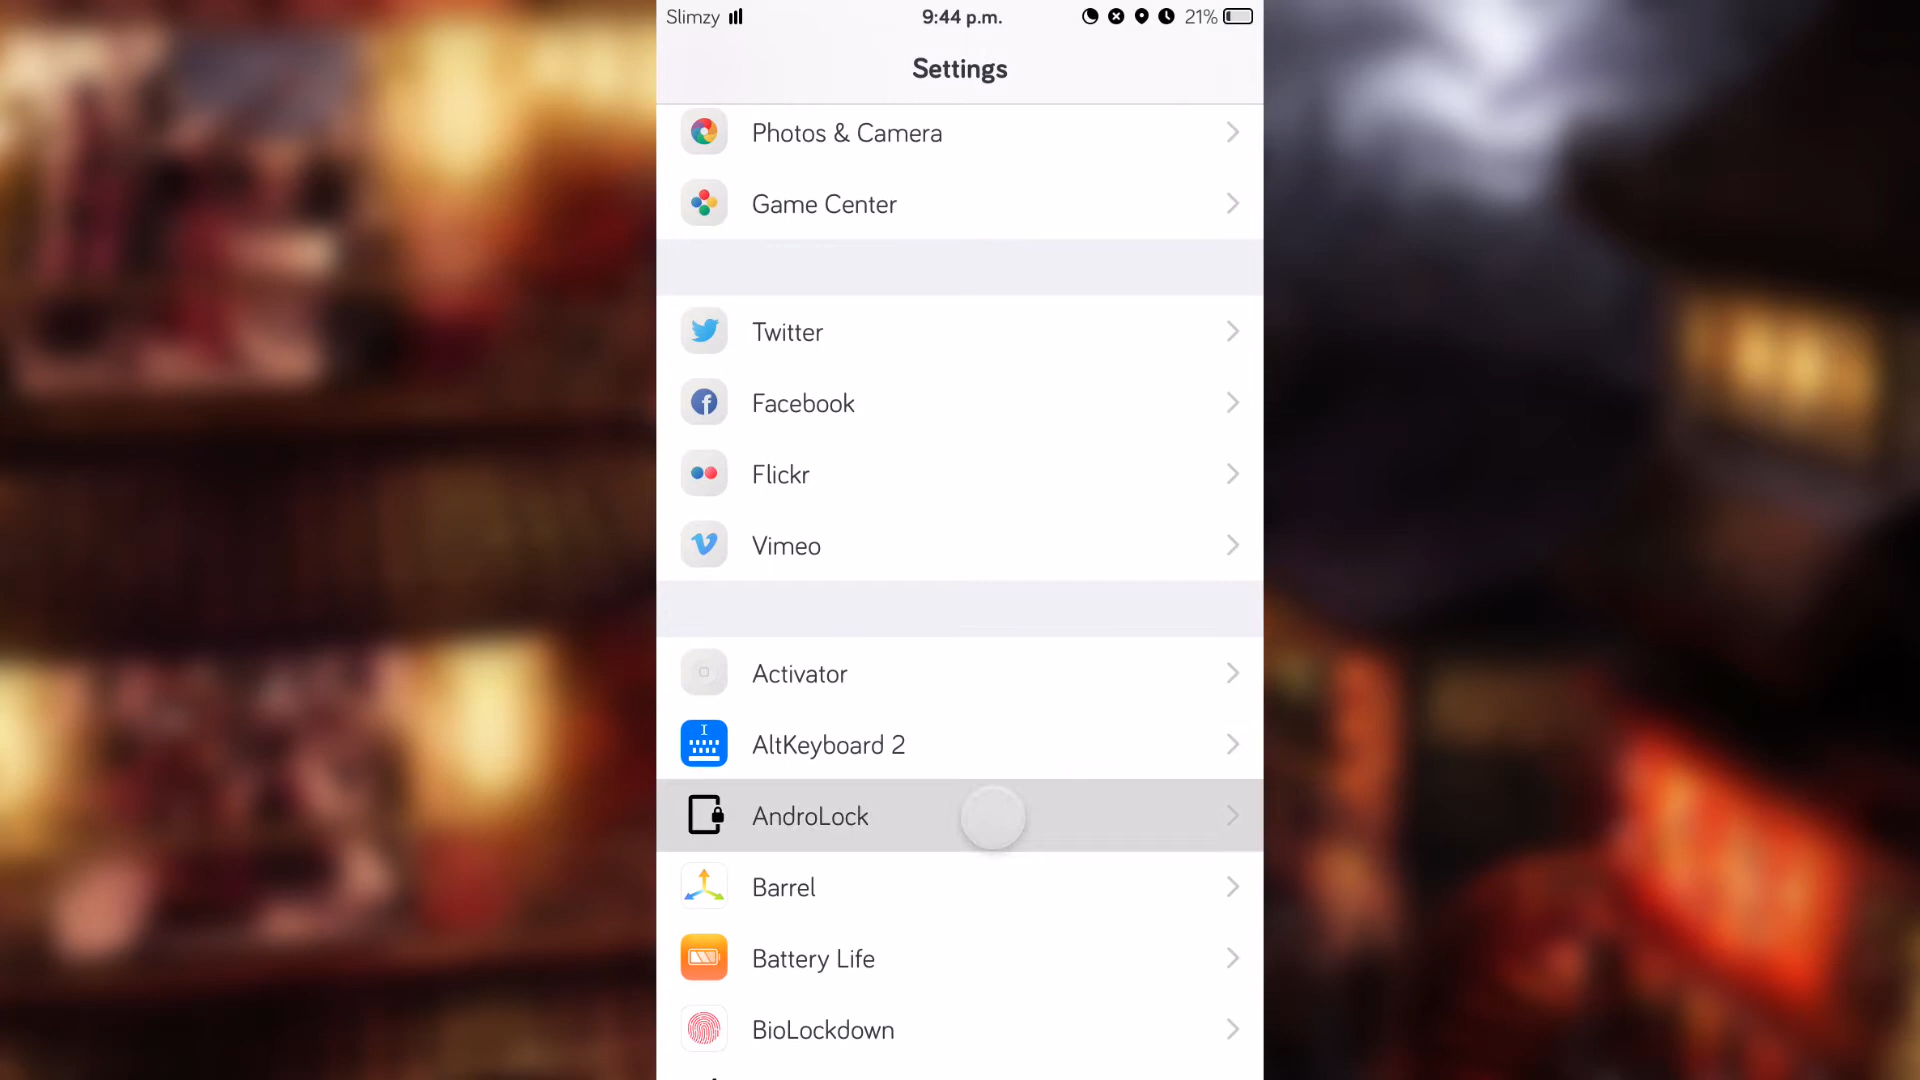 Slimzy 9:44 p.m. 21%
Settings
Photos & Camera
Game Center
Twitter
Facebook
Flickr
Vimeo
Activator
AltKeyboard 2
AndroLock
Barrel
Battery Life
BioLockdown